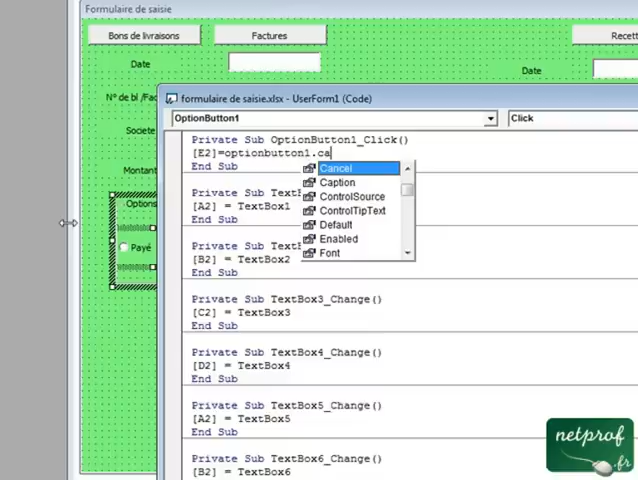 Formulaire de saisie
Bons de livraisons
Factures
Recett
Date
Date
N° de bl /Fac
Societe
Montant
Options
Payé
formulaire de saisie.xlsx - UserForm1 (Code)
OptionButton1
Click
Private Sub OptionButton1_Click()
[E2]=optionbutton1.ca
End Sub
Cancel
Caption
ControlSource
ControlTipText
Default
Enabled
Font
Private Sub TextB
[A2] = TextBox1
End Sub
Private Sub TextB
[B2] = TextBox2
End Sub
Private Sub TextBox3_Change()
[C2] = TextBox3
End Sub
Private Sub TextBox4_Change()
[D2] = TextBox4
End Sub
Private Sub TextBox5_Change()
[A2] = TextBox5
End Sub
Private Sub TextBox6_Change()
[B2] = TextBox6
netprof
.fr